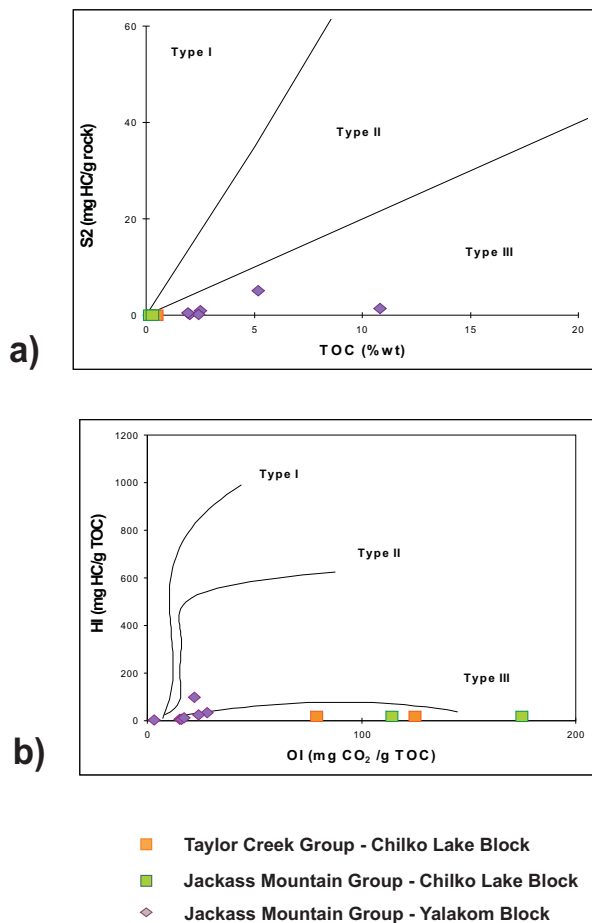 60
Type I
40
Type II
S2 (mg HC/g rock)
20
Type III
0
0 5 10 15 20
a)
TOC (%wt)
1200
Type I
1000
800
Type II
600
HI (mg HC/g TOC)
400
200
Type III
0
0 100 200
b)
OI (mg CO₂ /g TOC)
Taylor Creek Group - Chilko Lake Block
Jackass Mountain Group - Chilko Lake Block
Jackass Mountain Group - Yalakom Block